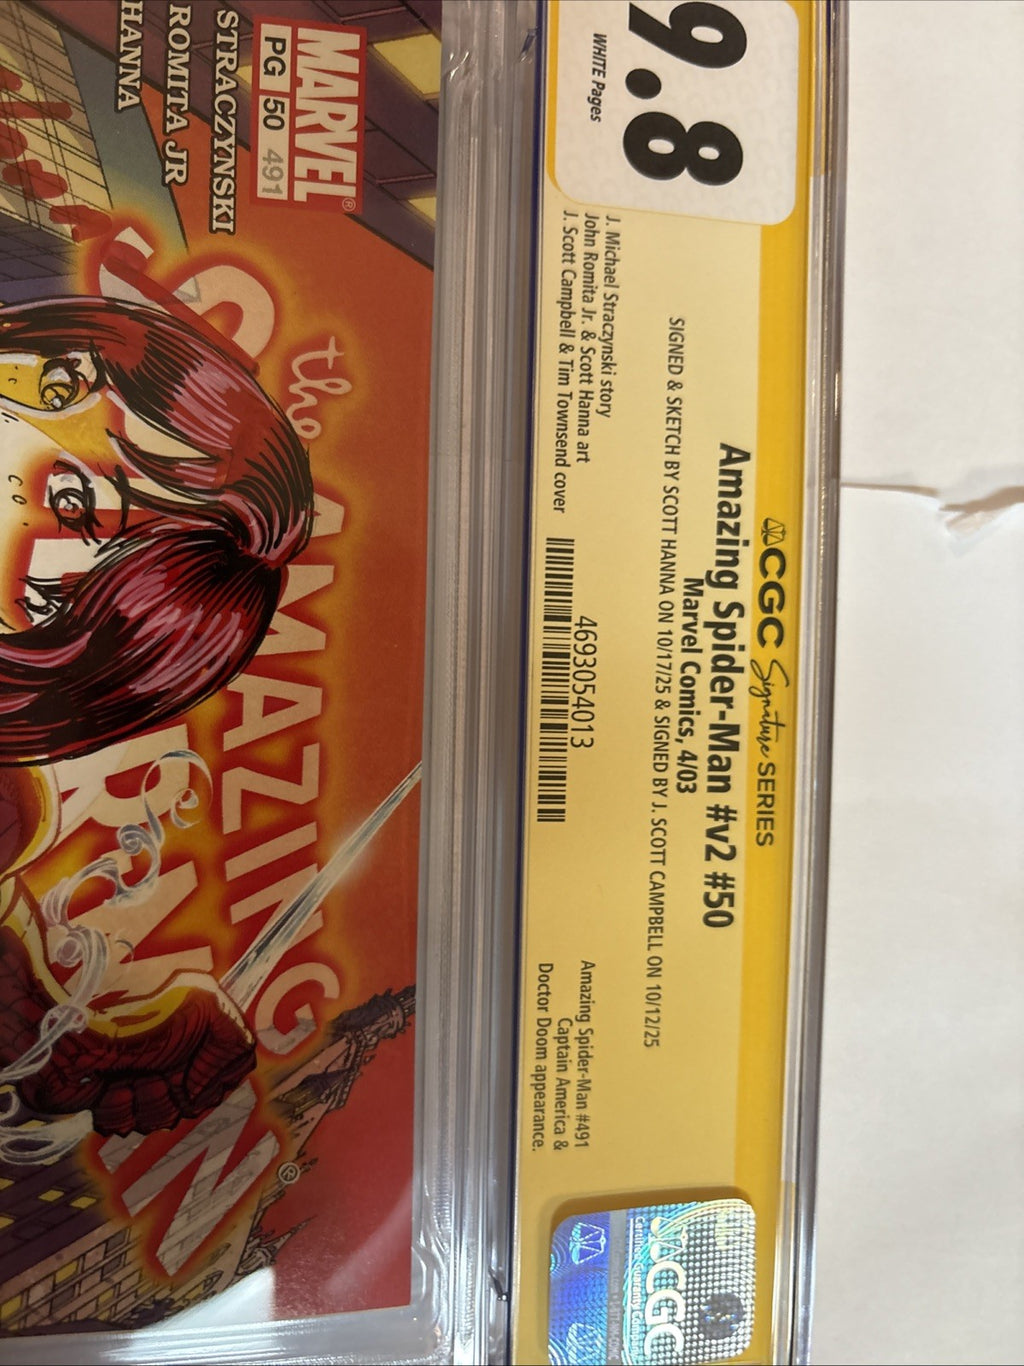 9.8
WHITE Pages
CGC Signature SERIES
Amazing Spider-Man #v2 #50
Marvel Comics, 4/03
SIGNED & SKETCH BY SCOTT HANNA ON 10/17/25 & SIGNED BY J. SCOTT CAMPBELL ON 10/12/25
J. Michael Straczynski story
John Romita Jr. & Scott Hanna art
J. Scott Campbell & Tim Townsend cover
4693054013
Amazing Spider-Man #491
Captain America &
Doctor Doom appearance.
CGC
MARVEL®
PG 50 491
STRACZYNSKI
ROMITA JR
HANNA
the AMAZING
®